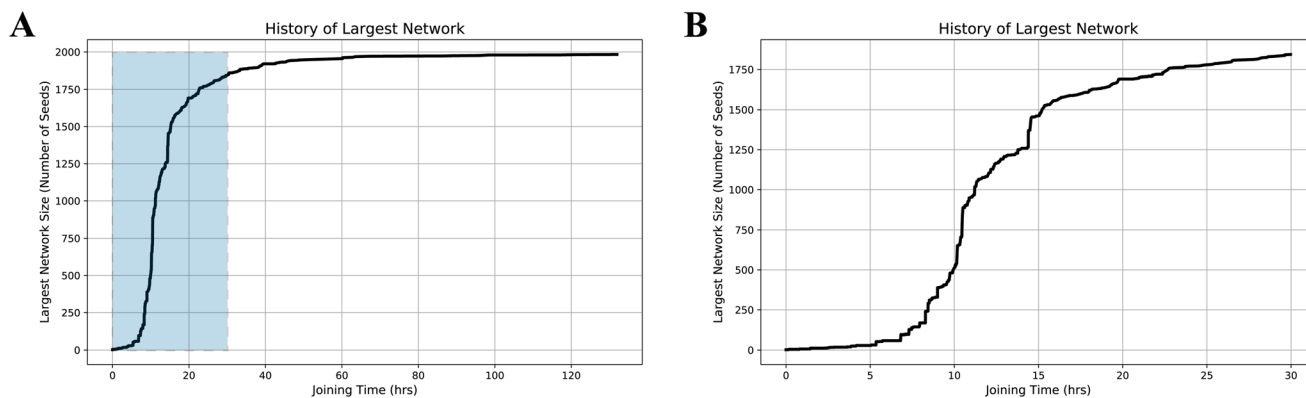 A
History of Largest Network
Largest Network Size (Number of Seeds)
2000
1750
1500
1250
1000
750
500
250
0
0 20 40 60 80 100 120
Joining Time (hrs)
B
History of Largest Network
Largest Network Size (Number of Seeds)
1750
1500
1250
1000
750
500
250
0
0 5 10 15 20 25 30
Joining Time (hrs)